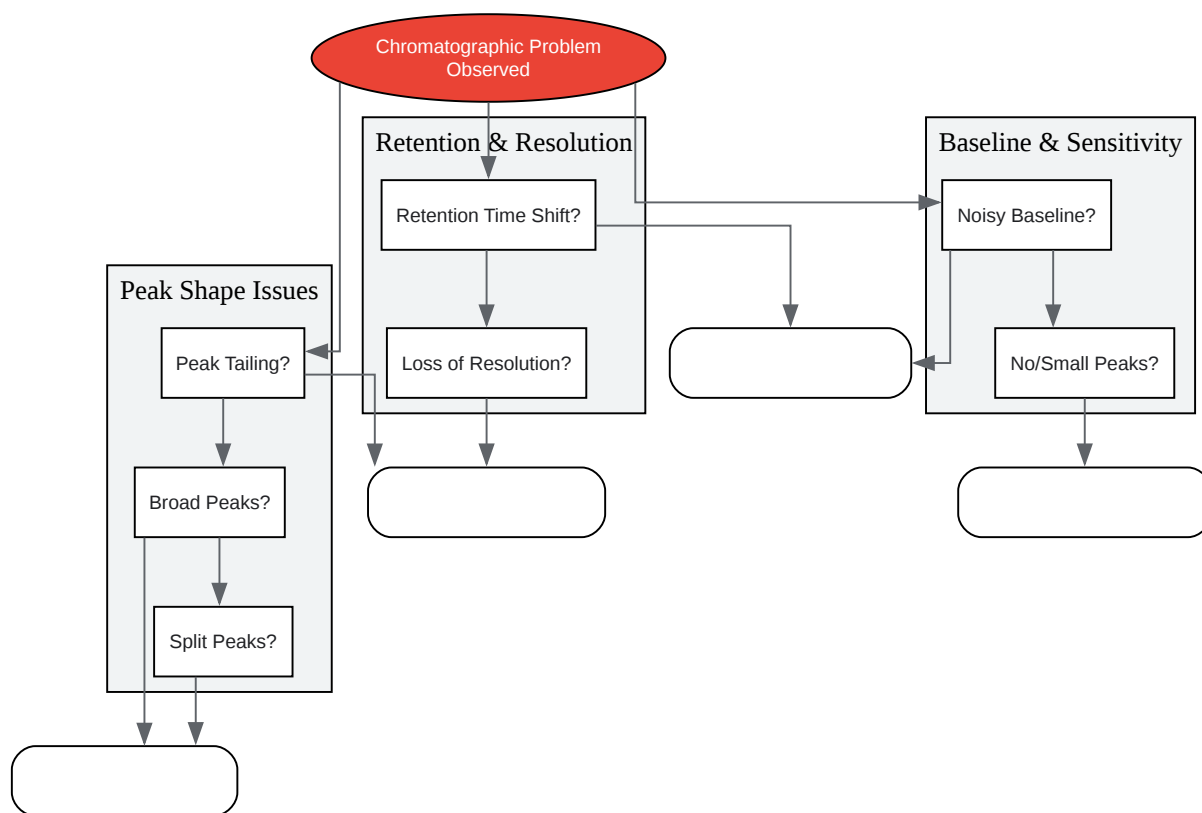 Chromatographic Problem
Observed
Retention & Resolution
Retention Time Shift?
Loss of Resolution?
Baseline & Sensitivity
Noisy Baseline?
No/Small Peaks?
Peak Shape Issues
Peak Tailing?
Broad Peaks?
Split Peaks?